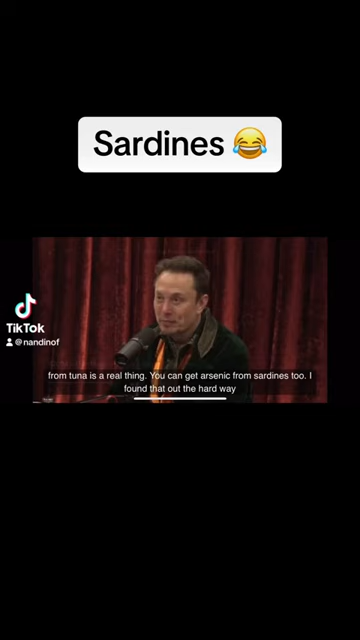 Sardines 😂
TikTok
@nandinof
from tuna is a real thing. You can get arsenic from sardines too. I
found that out the hard way